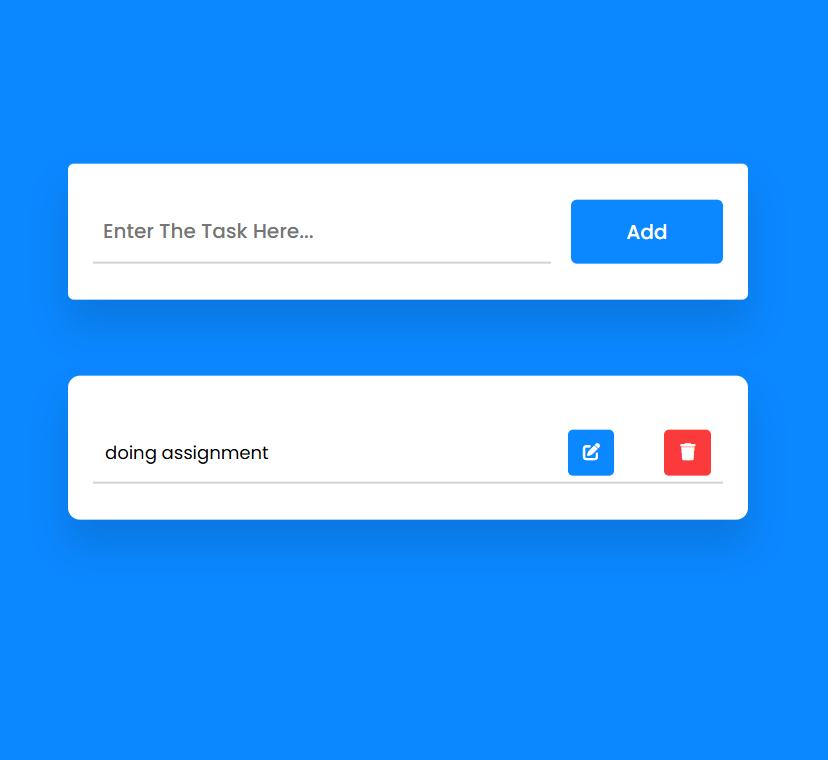 Enter The Task Here...
Add
doing assignment